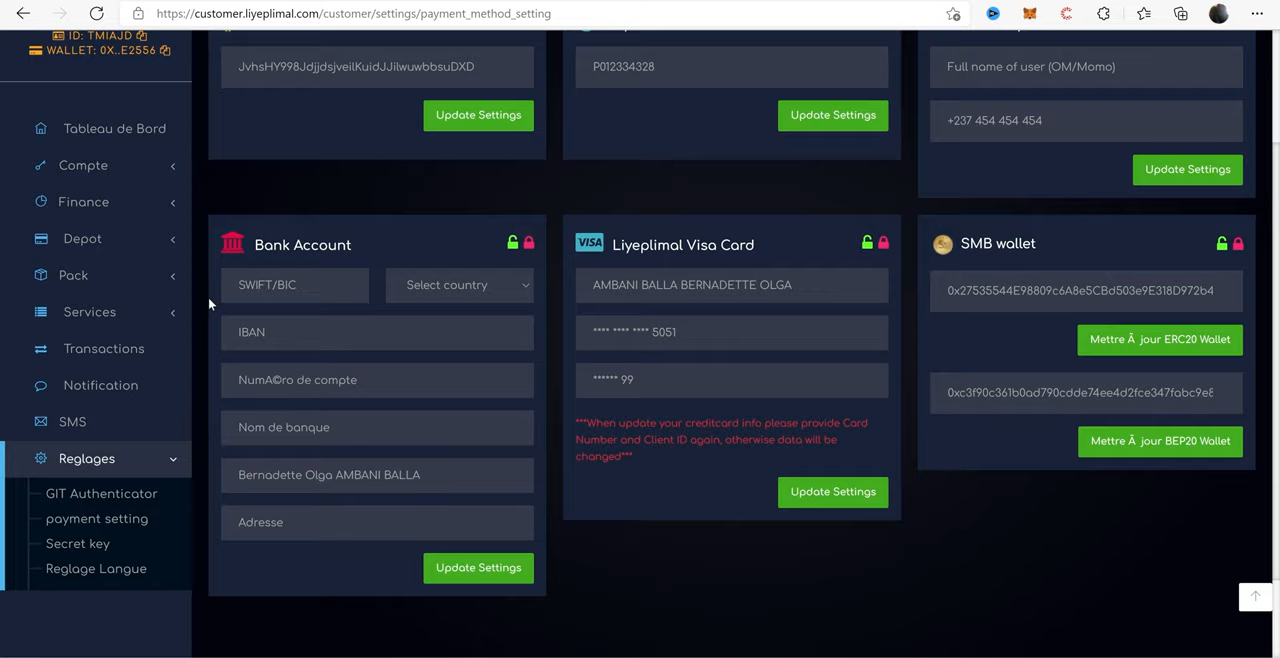 https://customer.liyeplimal.com/customer/settings/payment_method_setting
ID: TMIAJD
WALLET: 0X..E2556
Tableau de Bord
Compte
Finance
Depot
Pack
Services
Transactions
Notification
SMS
Reglages
GIT Authenticator
payment setting
Secret key
Reglage Langue
JvhsHY998JdjjdsjveilKuidJJilwuwbbsuDXD
Update Settings
P012334328
Update Settings
Full name of user (OM/Momo)
+237 454 454 454
Update Settings
Bank Account
SWIFT/BIC
Select country
IBAN
NumÃ©ro de compte
Nom de banque
Bernadette Olga AMBANI BALLA
Adresse
Update Settings
VISA
Liyeplimal Visa Card
AMBANI BALLA BERNADETTE OLGA
**** **** **** 5051
****** 99
***When update your creditcard info please provide Card
Number and Client ID again, otherwise data will be
changed***
Update Settings
SMB wallet
0x27535544E98809c6A8e5CBd503e9E318D972b4
Mettre Ã jour ERC20 Wallet
0xc3f90c361b0ad790cdde74ee4d2fce347fabc9e8
Mettre Ã jour BEP20 Wallet